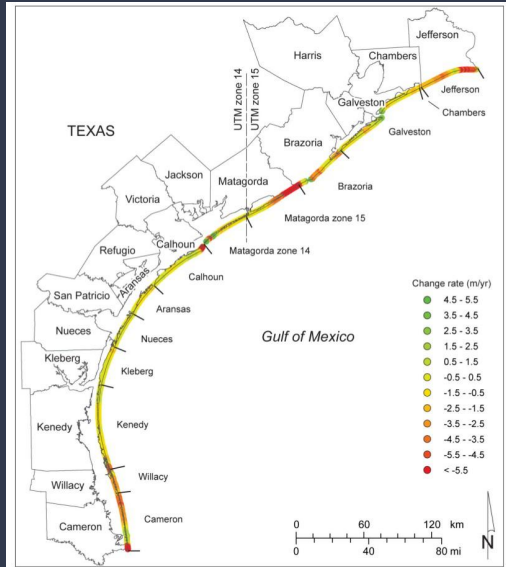 Jefferson
Harris
Chambers
Jefferson
Chambers
Galveston
Galveston
UTM zone 14
UTM zone 15
TEXAS
Brazoria
Brazoria
Jackson
Matagorda
Victoria
Matagorda zone 15
Calhoun
Matagorda zone 14
Refugio
Aransas
Calhoun
San Patricio
Aransas
Nueces
Nueces
Kleberg
Kleberg
Kenedy
Kenedy
Willacy
Willacy
Cameron
Cameron
Gulf of Mexico
Change rate (m/yr)
4.5 - 5.5
3.5 - 4.5
2.5 - 3.5
1.5 - 2.5
0.5 - 1.5
-0.5 - 0.5
-1.5 - -0.5
-2.5 - -1.5
-3.5 - -2.5
-4.5 - -3.5
-5.5 - -4.5
< -5.5
0 60 120 km
0 40 80 mi
N